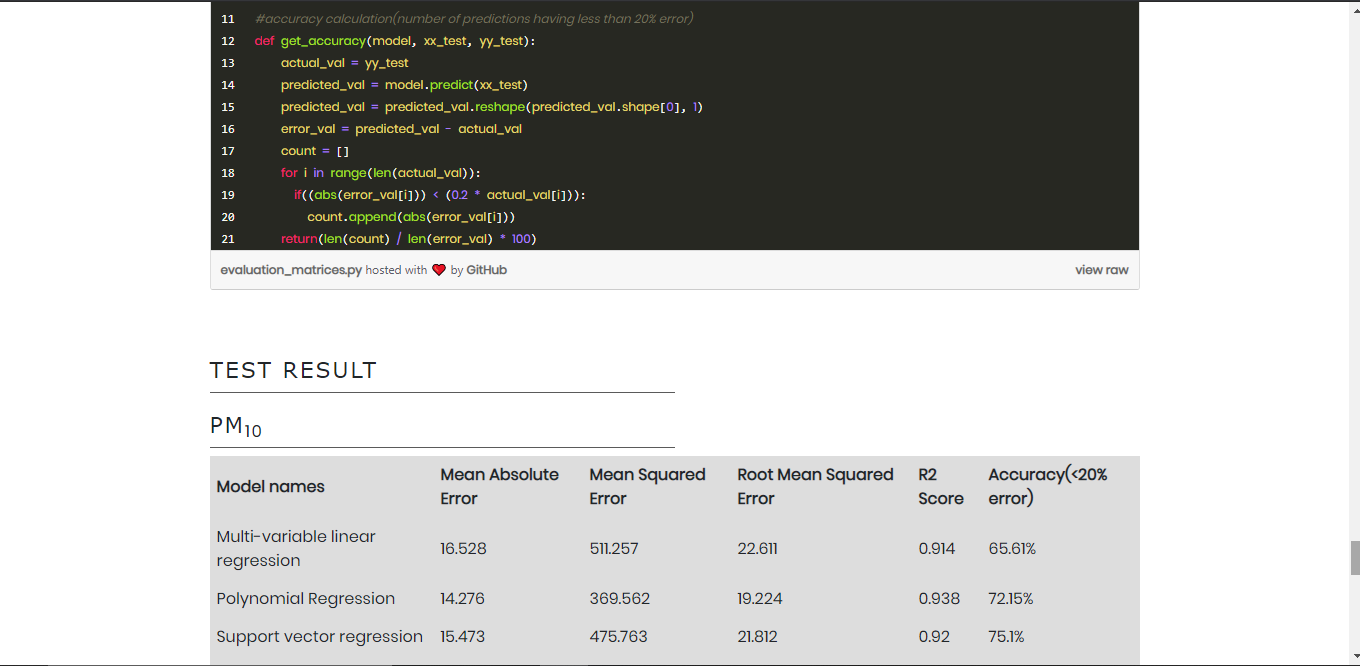 11 #accuracy calculation(number of predictions having less than 20% error)
12 def get_accuracy(model, xx_test, yy_test):
13 actual_val = yy_test
14 predicted_val = model.predict(xx_test)
15 predicted_val = predicted_val.reshape(predicted_val.shape[0], 1)
16 error_val = predicted_val - actual_val
17 count = []
18 for i in range(len(actual_val)):
19 if((abs(error_val[i])) < (0.2 * actual_val[i])):
20 count.append(abs(error_val[i]))
21 return(len(count) / len(error_val) * 100)
evaluation_matrices.py hosted with ❤ by GitHub view raw
TEST RESULT
PM10
Model names Mean Absolute Error Mean Squared Error Root Mean Squared Error R2 Score Accuracy(<20% error)
Multi-variable linear regression 16.528 511.257 22.611 0.914 65.61%
Polynomial Regression 14.276 369.562 19.224 0.938 72.15%
Support vector regression 15.473 475.763 21.812 0.92 75.1%